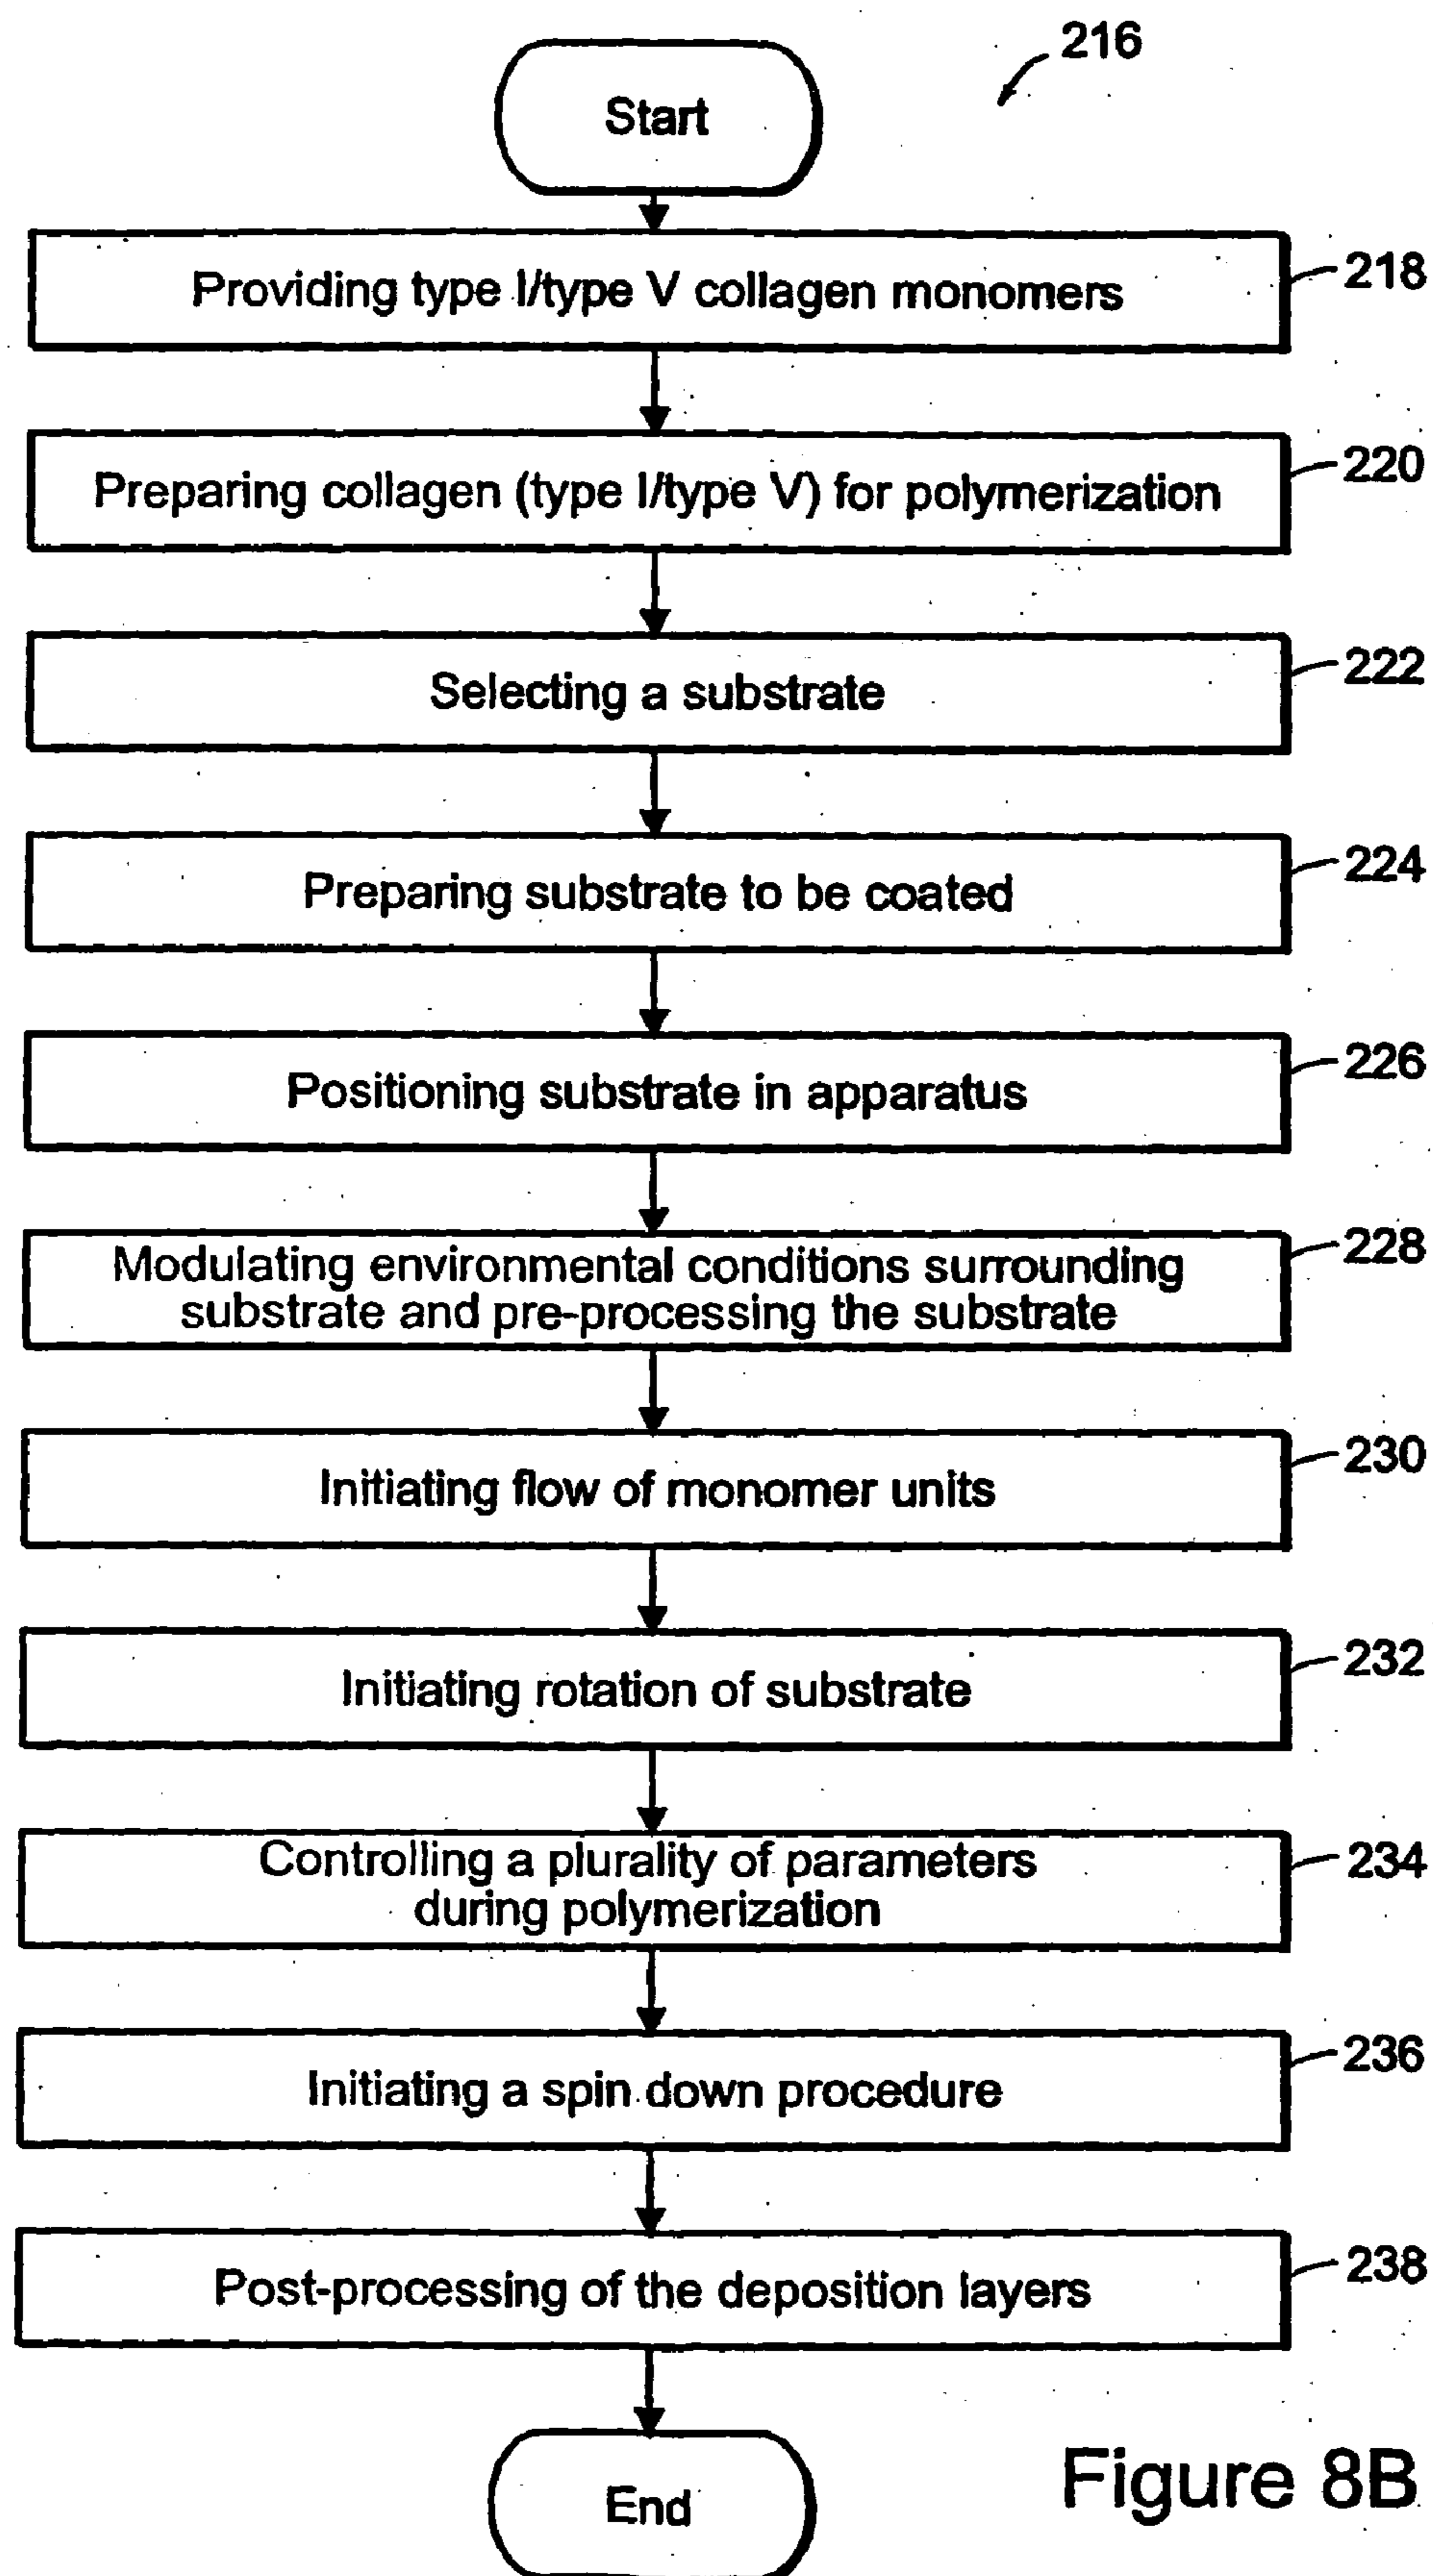 216
Start
Providing type I/type V collagen monomers
218
Preparing collagen (type I/type V) for polymerization
220
Selecting a substrate
222
Preparing substrate to be coated
224
Positioning substrate in apparatus
226
Modulating environmental conditions surrounding
substrate and pre-processing the substrate
228
Initiating flow of monomer units
230
Initiating rotation of substrate
232
Controlling a plurality of parameters
during polymerization
234
Initiating a spin down procedure
236
Post-processing of the deposition layers
238
End
Figure 8B